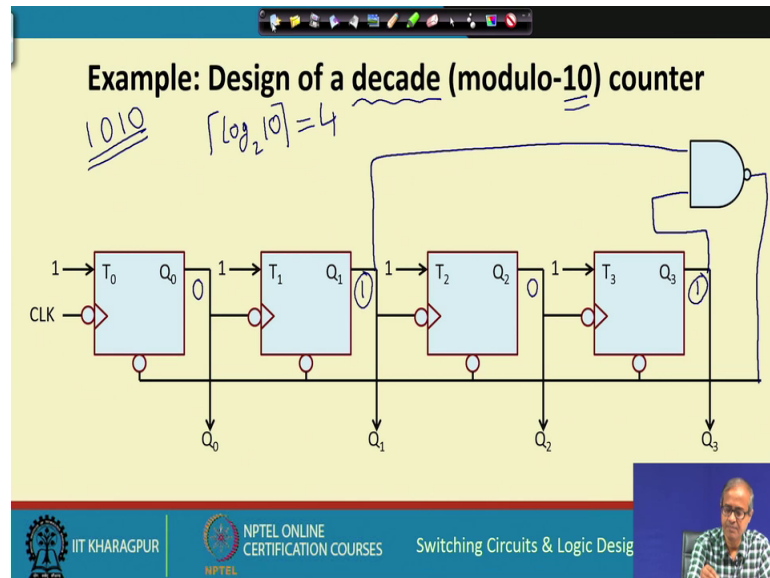 Example: Design of a decade (modulo-10) counter
1010 ⌈log₂10⌉ = 4
1 T₀ Q₀ 1 T₁ Q₁ 1 T₂ Q₂ 1 T₃ Q₃
0 1 0 1
CLK
Q₀ Q₁ Q₂ Q₃
IIT KHARAGPUR
NPTEL ONLINE
CERTIFICATION COURSES
NPTEL
Switching Circuits & Logic Desig